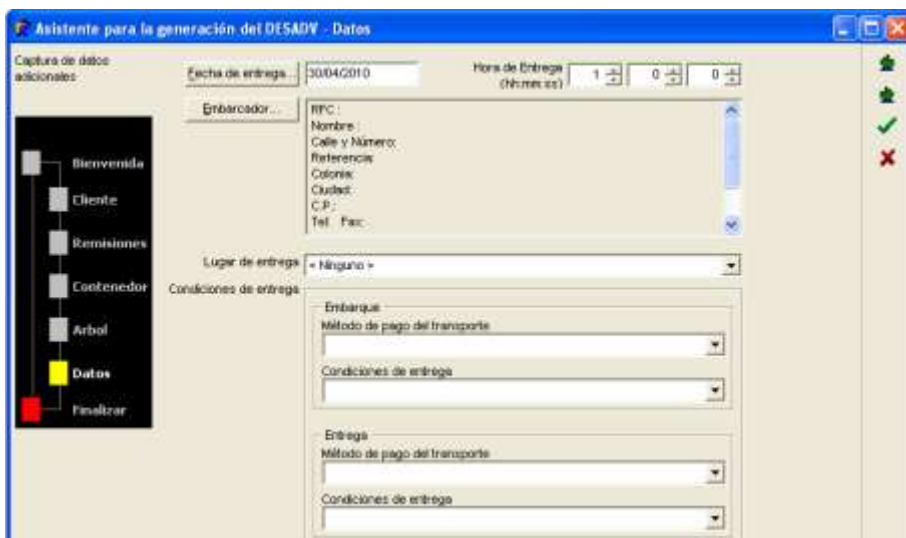 Asistente para la generación del DESADV - Datos
Captura de datos
adicionales
Fecha de entrega...
30/04/2010
Hora de Entrega
(hh:mm:ss)
1
0
0
Embarcador...
RFC :
Nombre :
Calle y Número:
Referencia:
Colonia:
Ciudad:
C.P.:
Tel: Fax:
Bienvenida
Cliente
Remisiones
Contenedor
Arbol
Datos
Finalizar
Lugar de entrega
< Ninguno >
Condiciones de entrega
Embarque
Método de pago del transporte
Condiciones de entrega
Entrega
Método de pago del transporte
Condiciones de entrega